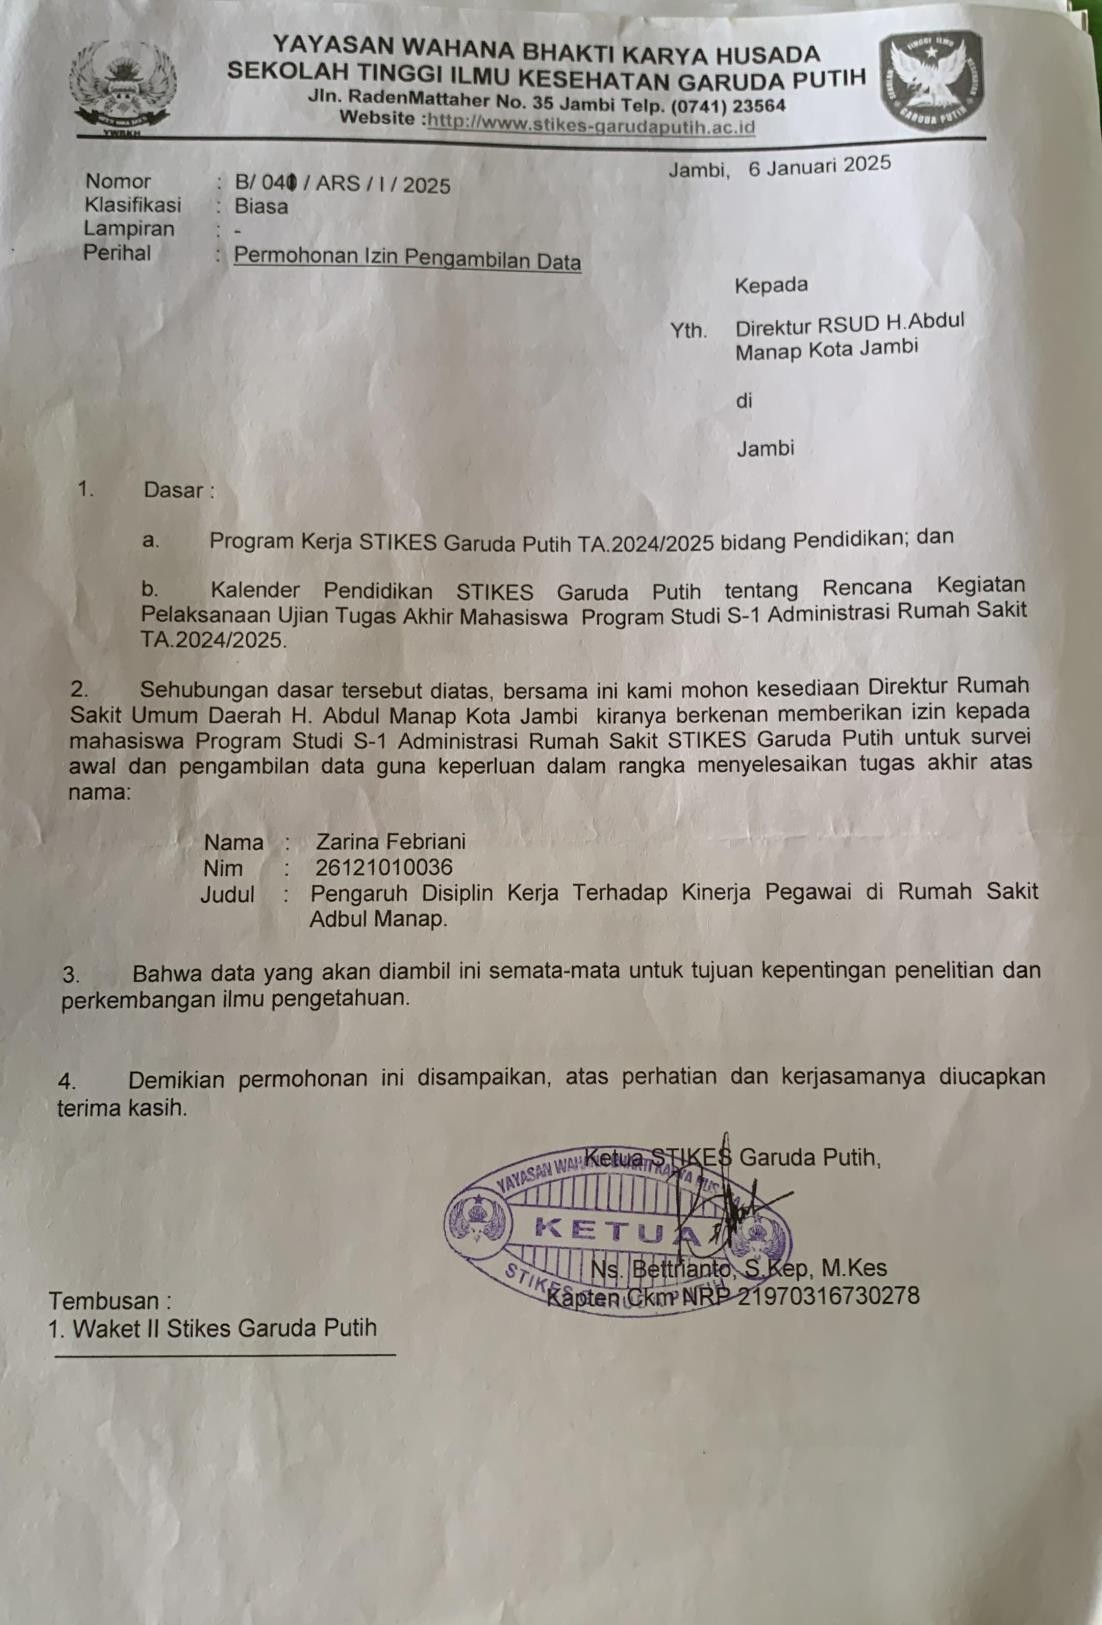 YAYASAN WAHANA BHAKTI KARYA HUSADA
SEKOLAH TINGGI ILMU KESEHATAN GARUDA PUTIH
Jln. RadenMattaher No. 35 Jambi Telp. (0741) 23564
Website :http://www.stikes-garudaputih.ac.id
YWBKH
TINGGI ILMU
GARUDA PUTIH
Jambi, 6 Januari 2025
Nomor : B/ / ARS / I / 2025
Klasifikasi : Biasa
Lampiran : -
Perihal : Permohonan Izin Pengambilan Data
Kepada
Yth. Direktur RSUD H.Abdul
Manap Kota Jambi
di
Jambi
1. Dasar :
a. Program Kerja STIKES Garuda Putih TA.2024/2025 bidang Pendidikan; dan
b. Kalender Pendidikan STIKES Garuda Putih tentang Rencana Kegiatan
Pelaksanaan Ujian Tugas Akhir Mahasiswa Program Studi S-1 Administrasi Rumah Sakit
TA.2024/2025.
2. Sehubungan dasar tersebut diatas, bersama ini kami mohon kesediaan Direktur Rumah
Sakit Umum Daerah H. Abdul Manap Kota Jambi kiranya berkenan memberikan izin kepada
mahasiswa Program Studi S-1 Administrasi Rumah Sakit STIKES Garuda Putih untuk survei
awal dan pengambilan data guna keperluan dalam rangka menyelesaikan tugas akhir atas
nama:
Nama : Zarina Febriani
Nim : 26121010036
Judul : Pengaruh Disiplin Kerja Terhadap Kinerja Pegawai di Rumah Sakit
Adbul Manap.
3. Bahwa data yang akan diambil ini semata-mata untuk tujuan kepentingan penelitian dan
perkembangan ilmu pengetahuan.
4. Demikian permohonan ini disampaikan, atas perhatian dan kerjasamanya diucapkan
terima kasih.
Ketua STIKES Garuda Putih,
YAYASAN
KETUA
STIKES
Ns. Bettrianto, S.Kep, M.Kes
Kapten Ckm NRP 21970316730278
Tembusan :
1. Waket II Stikes Garuda Putih